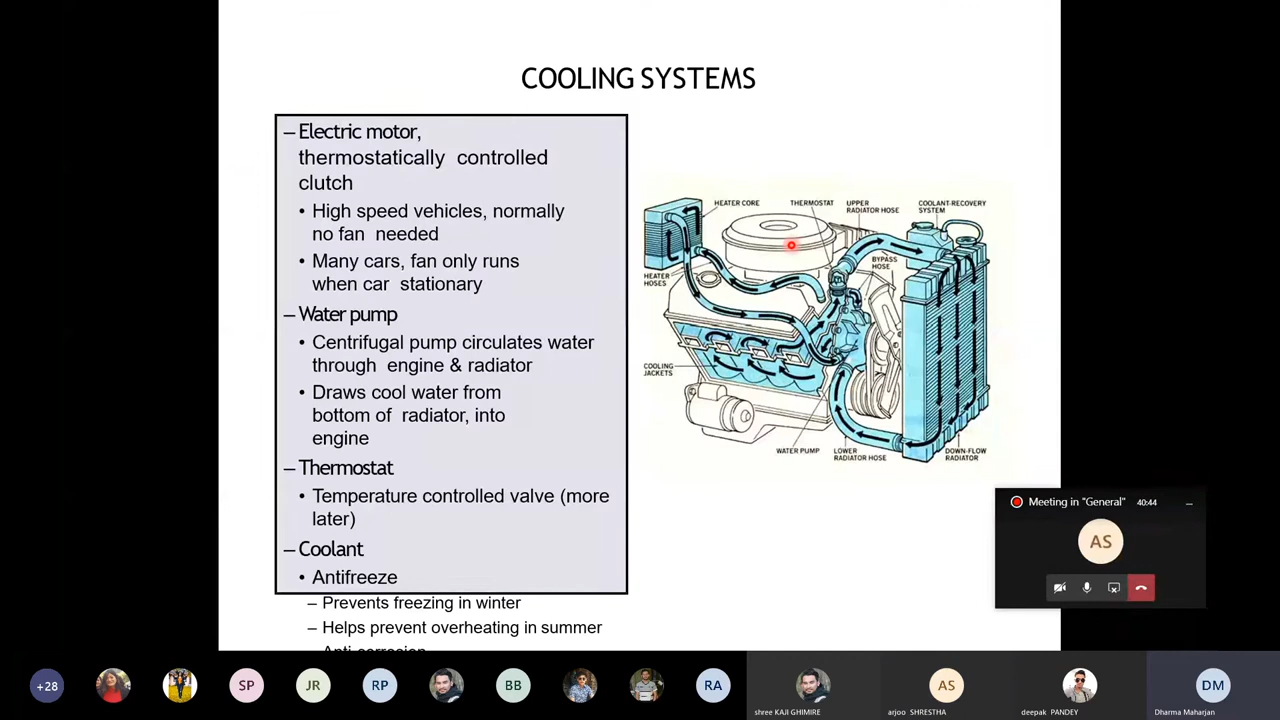 COOLING SYSTEMS
– Electric motor,
thermostatically controlled
clutch
• High speed vehicles, normally
no fan needed
• Many cars, fan only runs
when car stationary
– Water pump
• Centrifugal pump circulates water
through engine & radiator
• Draws cool water from
bottom of radiator, into
engine
– Thermostat
• Temperature controlled valve (more
later)
– Coolant
• Antifreeze
– Prevents freezing in winter
– Helps prevent overheating in summer
Anti-corrosion
HEATER CORE
THERMOSTAT
UPPER
RADIATOR HOSE
COOLANT-RECOVERY
SYSTEM
BYPASS
HOSE
HEATER
HOSES
COOLING
JACKETS
WATER PUMP
LOWER
RADIATOR HOSE
DOWN-FLOW
RADIATOR
Meeting in "General"
40:44
AS
+28
SP
JR
RP
BB
RA
shree KAJI GHIMIRE
AS
arjoo SHRESTHA
deepak PANDEY
DM
Dharma Maharjan